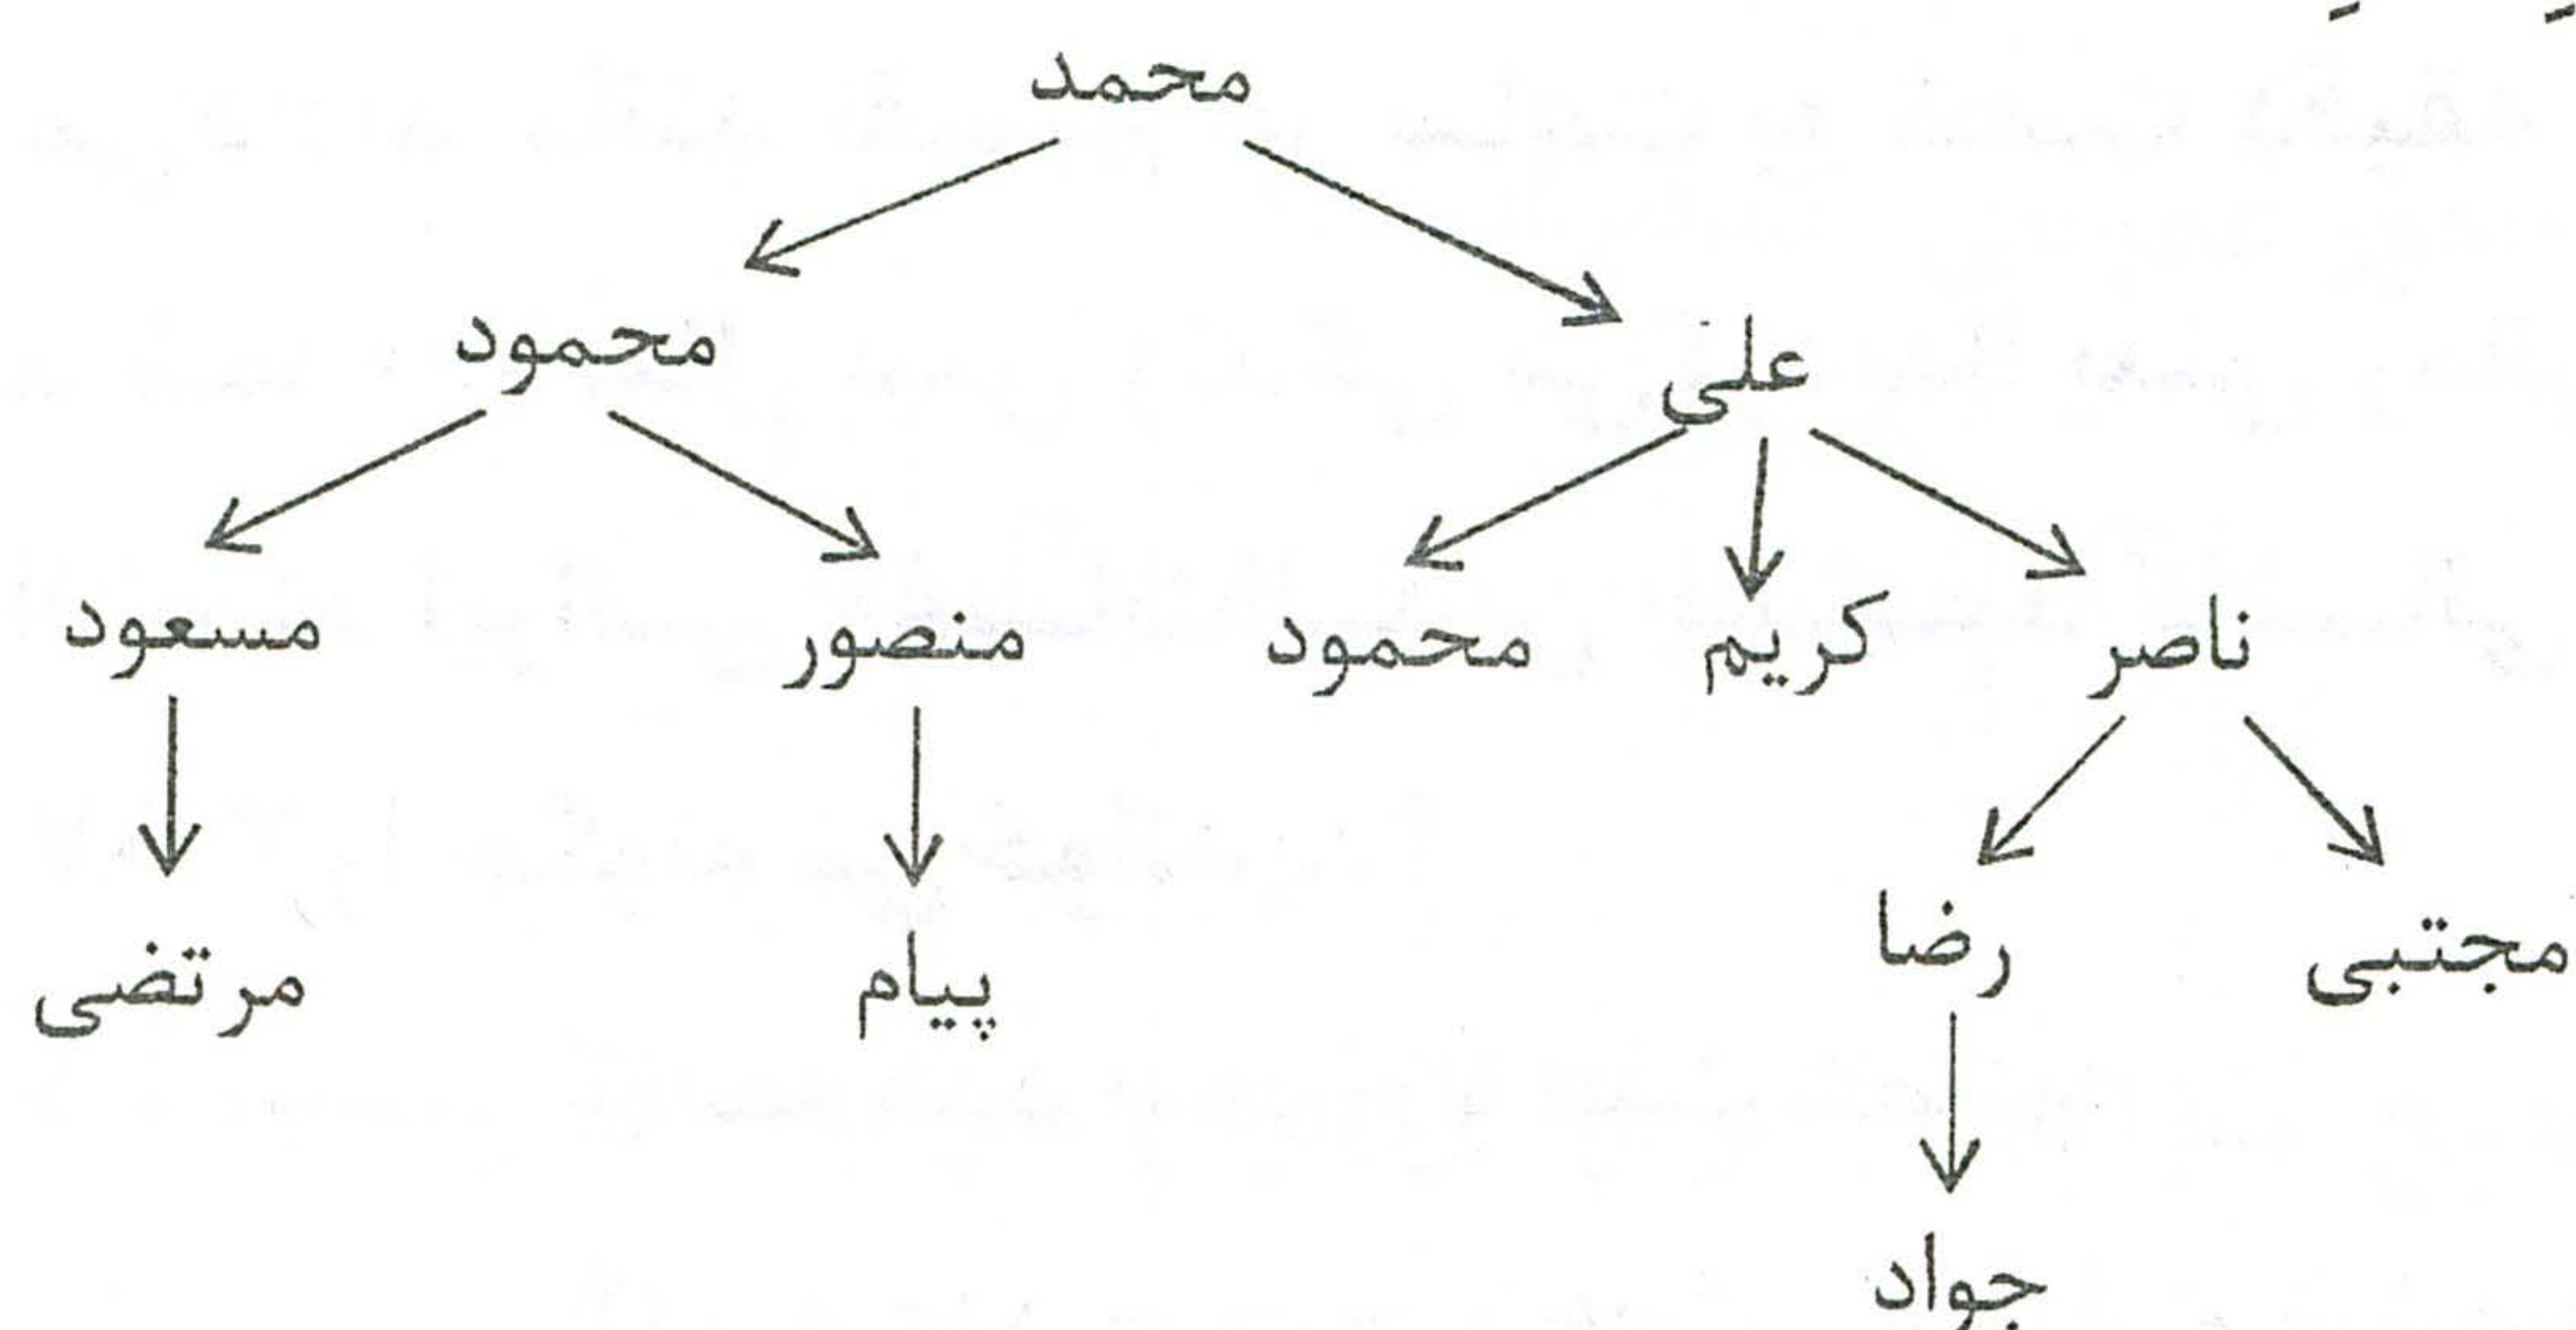 محمد
علی محمود
ناصر کریم محمود منصور مسعود
مجتبی رضا پیام مرتضی
جواد